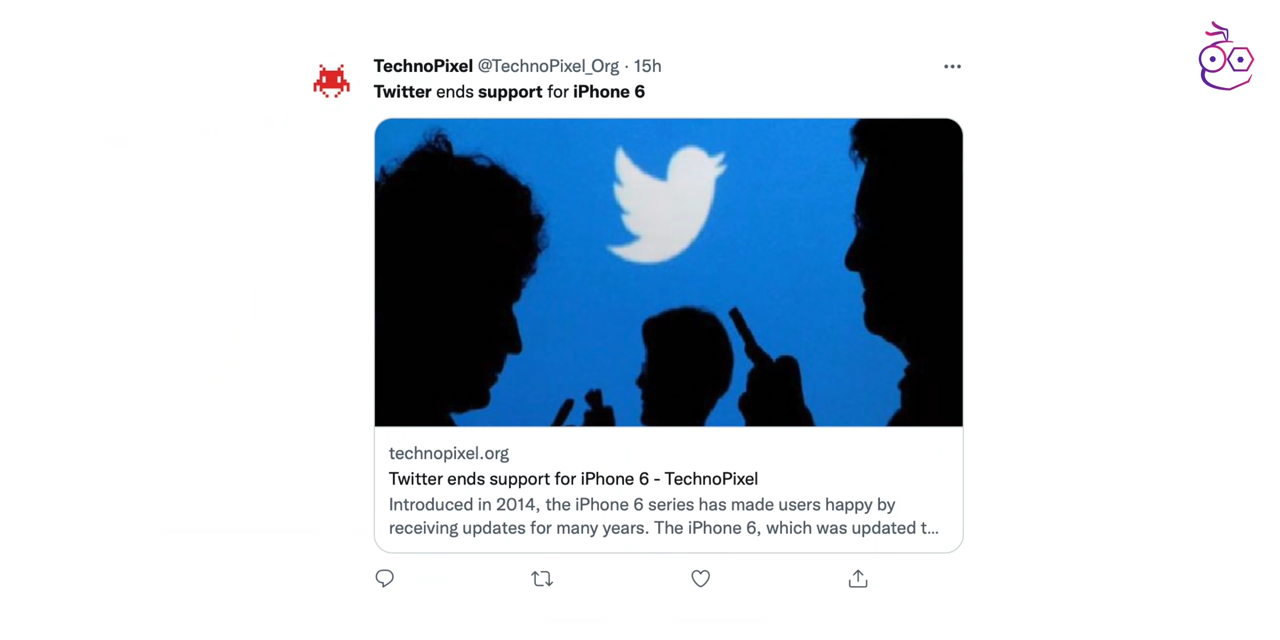 TechnoPixel @TechnoPixel_Org · 15h
Twitter ends support for iPhone 6
technopixel.org
Twitter ends support for iPhone 6 - TechnoPixel
Introduced in 2014, the iPhone 6 series has made users happy by
receiving updates for many years. The iPhone 6, which was updated t...